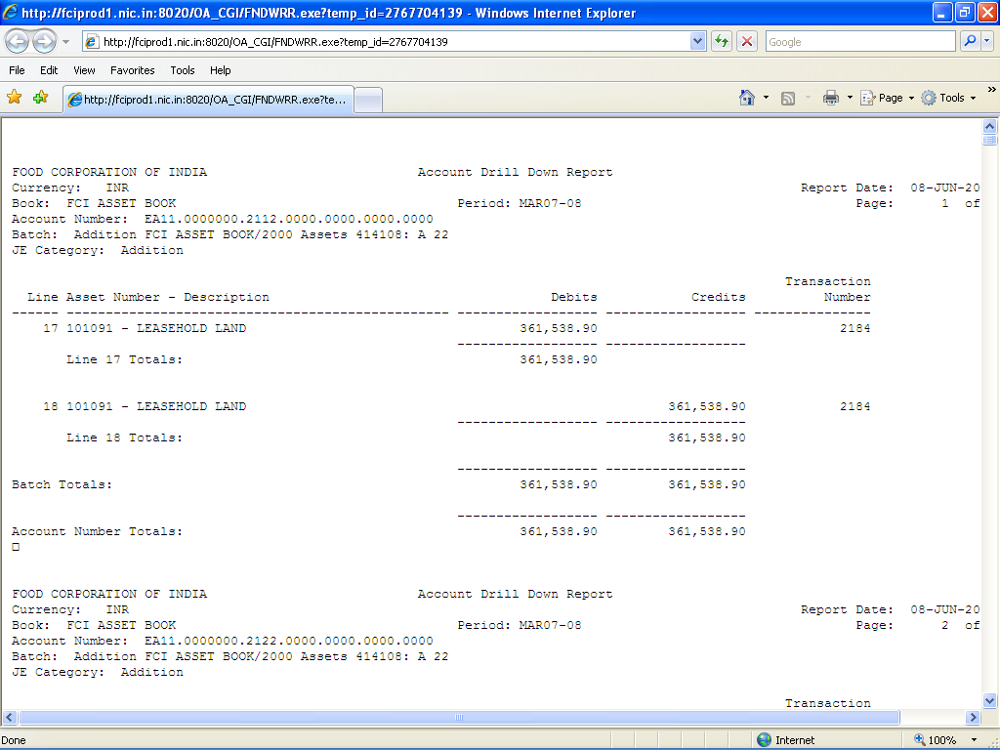 http://fciprod1.nic.in:8020/OA_CGI/FNDWRR.exe?temp_id=2767704139 - Windows Internet Explorer
http://fciprod1.nic.in:8020/OA_CGI/FNDWRR.exe?temp_id=2767704139
Google
File Edit View Favorites Tools Help
http://fciprod1.nic.in:8020/OA_CGI/FNDWRR.exe?te...
Page Tools »
FOOD CORPORATION OF INDIA Account Drill Down Report
Currency: INR Report Date: 08-JUN-20
Book: FCI ASSET BOOK Period: MAR07-08 Page: 1 of
Account Number: EA11.0000000.2112.0000.0000.0000.0000
Batch: Addition FCI ASSET BOOK/2000 Assets 414108: A 22
JE Category: Addition
Transaction
Line Asset Number - Description Debits Credits Number
------ ------------------------------------------------- ------------------ ------------------ ---------------
17 101091 - LEASEHOLD LAND 361,538.90 2184
------------------ ------------------
Line 17 Totals: 361,538.90
18 101091 - LEASEHOLD LAND 361,538.90 2184
------------------ ------------------
Line 18 Totals: 361,538.90
------------------ ------------------
Batch Totals: 361,538.90 361,538.90
------------------ ------------------
Account Number Totals: 361,538.90 361,538.90
FOOD CORPORATION OF INDIA Account Drill Down Report
Currency: INR Report Date: 08-JUN-20
Book: FCI ASSET BOOK Period: MAR07-08 Page: 2 of
Account Number: EA11.0000000.2122.0000.0000.0000.0000
Batch: Addition FCI ASSET BOOK/2000 Assets 414108: A 22
JE Category: Addition
Transaction
Done Internet 100%